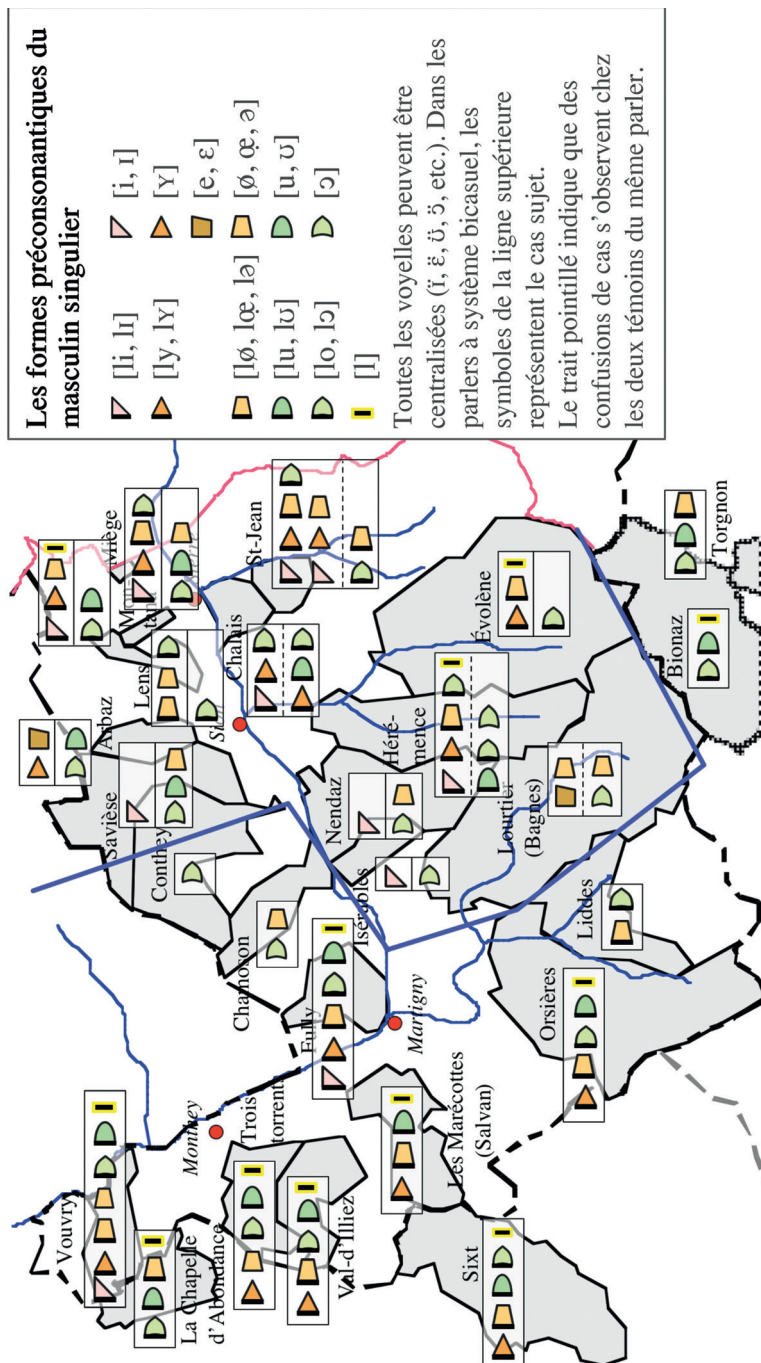 Les formes préconsonantiques du
masculin singulier
[li, lɪ] [i, ɪ]
[ly, lʏ] [ʏ]
[e, ɛ]
[lø, lœ, lə] [ø, œ, ə]
[lu, lʊ] [u, ʊ]
[lo, lɔ] [ɔ]
[l]
Toutes les voyelles peuvent être
centralisées (ï, ɛ̈, ʊ̈, ɔ̈, etc.). Dans les
parlers à système bicasuel, les
symboles de la ligne supérieure
représentent le cas sujet.
Le trait pointillé indique que des
confusions de cas s’observent chez
les deux témoins du même parler.
Vouvry
La Chapelle
d’Abondance
Monthey
Trois
torrents
Val-d’Illiez
Sixt
Les Marécottes
(Salvan)
Martigny
Fully
Isérables
Chamoson
Conthey
Savièse
Arbaz
Nendaz
Orsières
Liddes
Lourtier
(Bagnes)
Héré-
mence
Évolène
Sion
Lens
Chalais
Mon-
tana
Miège
St-Jean
Bionaz
Torgnon